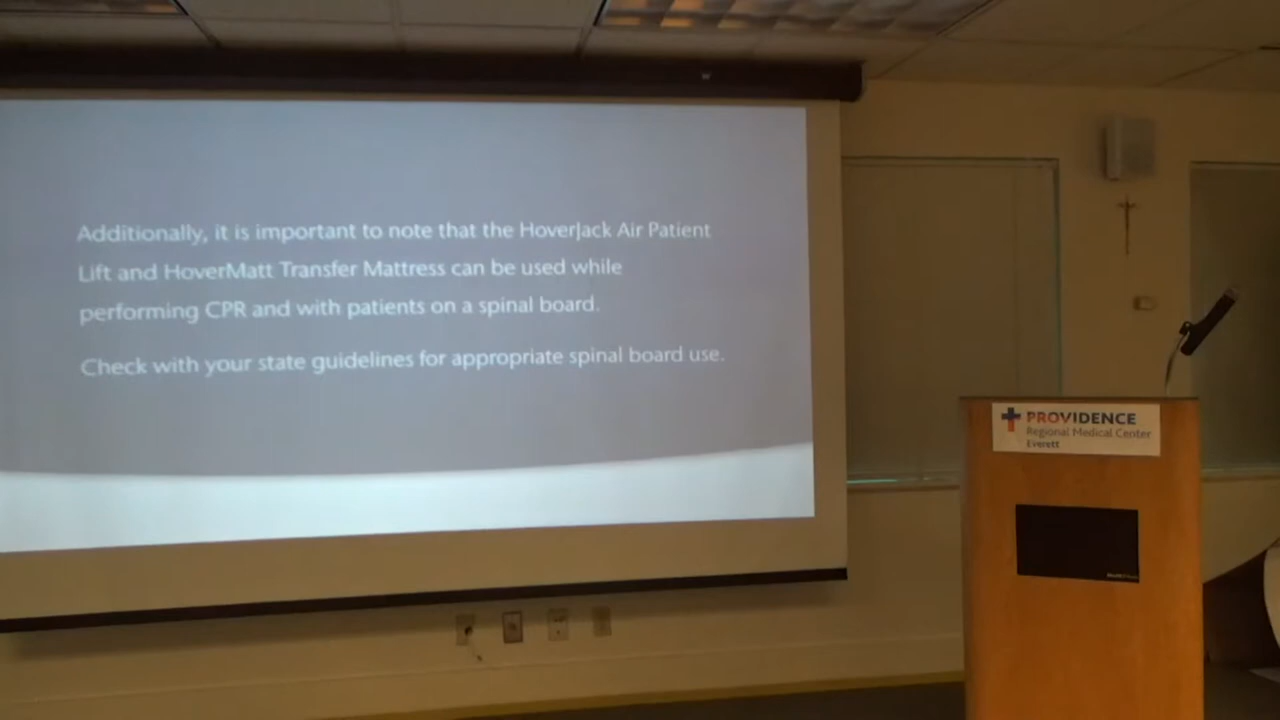 Additionally, it is important to note that the HoverJack Air Patient
Lift and HoverMatt Transfer Mattress can be used while
performing CPR and with patients on a spinal board.
Check with your state guidelines for appropriate spinal board use.
PROVIDENCE
Regional Medical Center
Everett